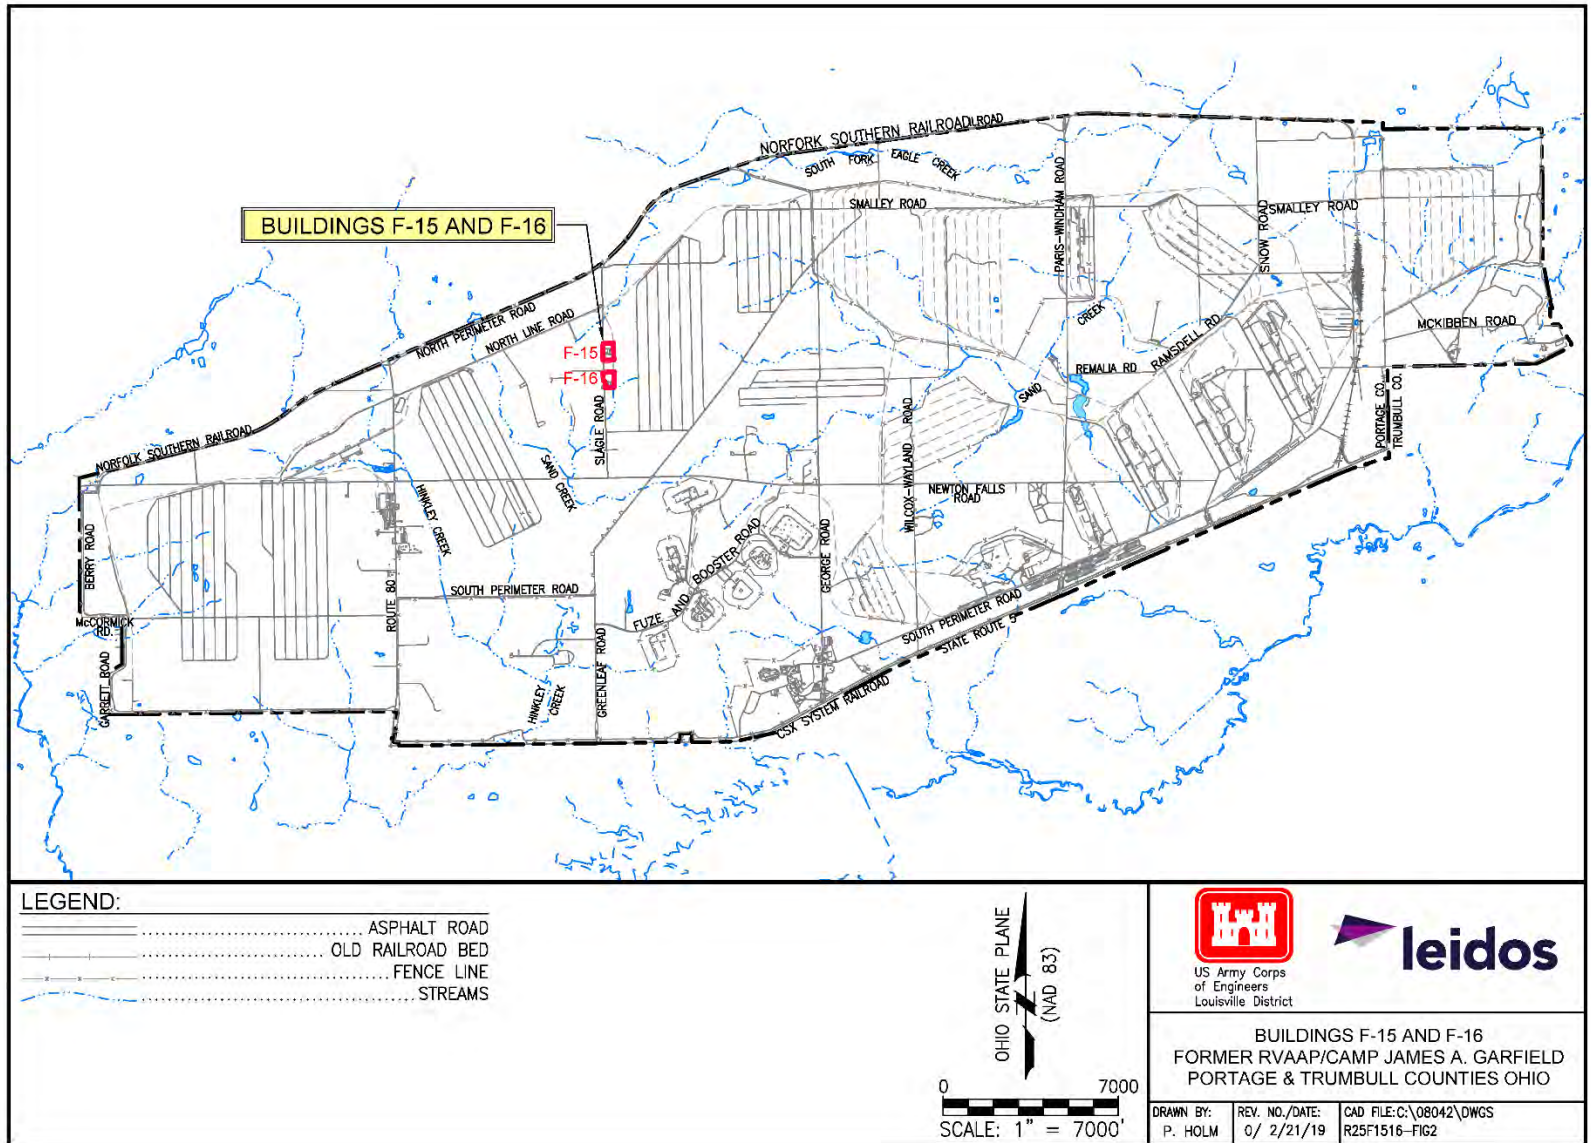 NORFORK SOUTHERN RAILROAD
ILROAD
SOUTH FORK EAGLE CREEK
PARIS-WINDHAM ROAD
SMALLEY ROAD
SNOW ROAD
SMALLEY ROAD
BUILDINGS F-15 AND F-16
NORTH PERIMETER ROAD
NORTH LINE ROAD
F-15
F-16
SLAGLE ROAD
CREEK
SAND
RAMSDELL RD
REMALIA RD
MCKIBBEN ROAD
PORTAGE CO.
TRUMBULL CO.
NORFOLK SOUTHERN RAILROAD
SAND CREEK
HINKLEY CREEK
WILCOX-WAYLAND ROAD
NEWTON FALLS
ROAD
BERRY ROAD
ROUTE 80
SOUTH PERIMETER ROAD
FUZE AND BOOSTER ROAD
GEORGE ROAD
McCORMICK
RD.
GARRETT ROAD
GREENLEAF ROAD
HINKLEY
CREEK
SOUTH PERIMETER ROAD
STATE ROUTE 5
CSX SYSTEM RAILROAD
LEGEND:
ASPHALT ROAD
OLD RAILROAD BED
FENCE LINE
STREAMS
OHIO STATE PLANE
(NAD 83)
0 7000
SCALE: 1" = 7000'
US Army Corps
of Engineers
Louisville District
leidos
BUILDINGS F-15 AND F-16
FORMER RVAAP/CAMP JAMES A. GARFIELD
PORTAGE & TRUMBULL COUNTIES OHIO
DRAWN BY:
P. HOLM
REV. NO./DATE:
0/ 2/21/19
CAD FILE:C:\08042\DWGS
R25F1516-FIG2